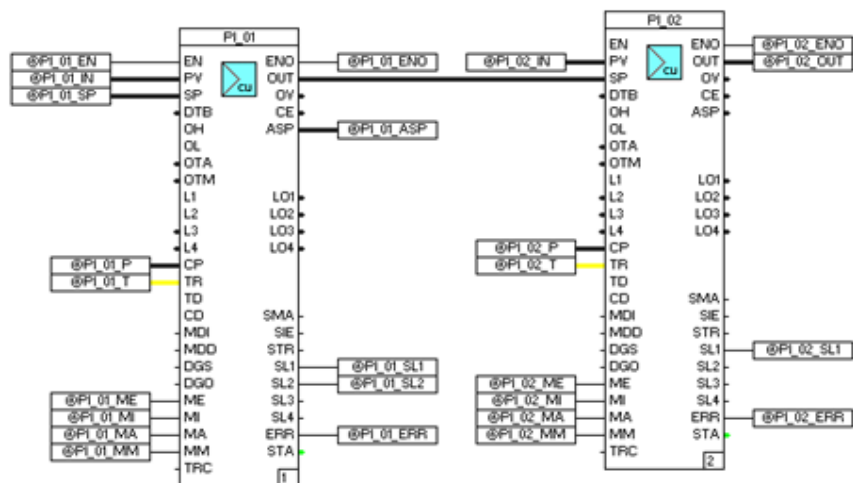 PI_01
@PI_01_EN EN ENO @PI_01_ENO
@PI_01_IN PV CU OUT
@PI_01_SP SP OV
DTB CE
OH ASP @PI_01_ASP
OL
OTA
OTM
L1 LO1
L2 LO2
L3 LO3
L4 LO4
@PI_01_P CP
@PI_01_T TR
TD
CD SMA
MDI SIE
MDD STR
DGS SL1 @PI_01_SL1
DGO SL2 @PI_01_SL2
@PI_01_ME ME SL3
@PI_01_MI MI SL4
@PI_01_MA MA ERR @PI_01_ERR
@PI_01_MM MM STA
TRC 1
PI_02
EN ENO @PI_02_ENO
@PI_02_IN PV CU OUT @PI_02_OUT
SP OV
DTB CE
OH ASP
OL
OTA
OTM
L1 LO1
L2 LO2
L3 LO3
L4 LO4
@PI_02_P CP
@PI_02_T TR
TD
CD SMA
MDI SIE
MDD STR
DGS SL1 @PI_02_SL1
DGO SL2
@PI_02_ME ME SL3
@PI_02_MI MI SL4
@PI_02_MA MA ERR @PI_02_ERR
@PI_02_MM MM STA
TRC 2